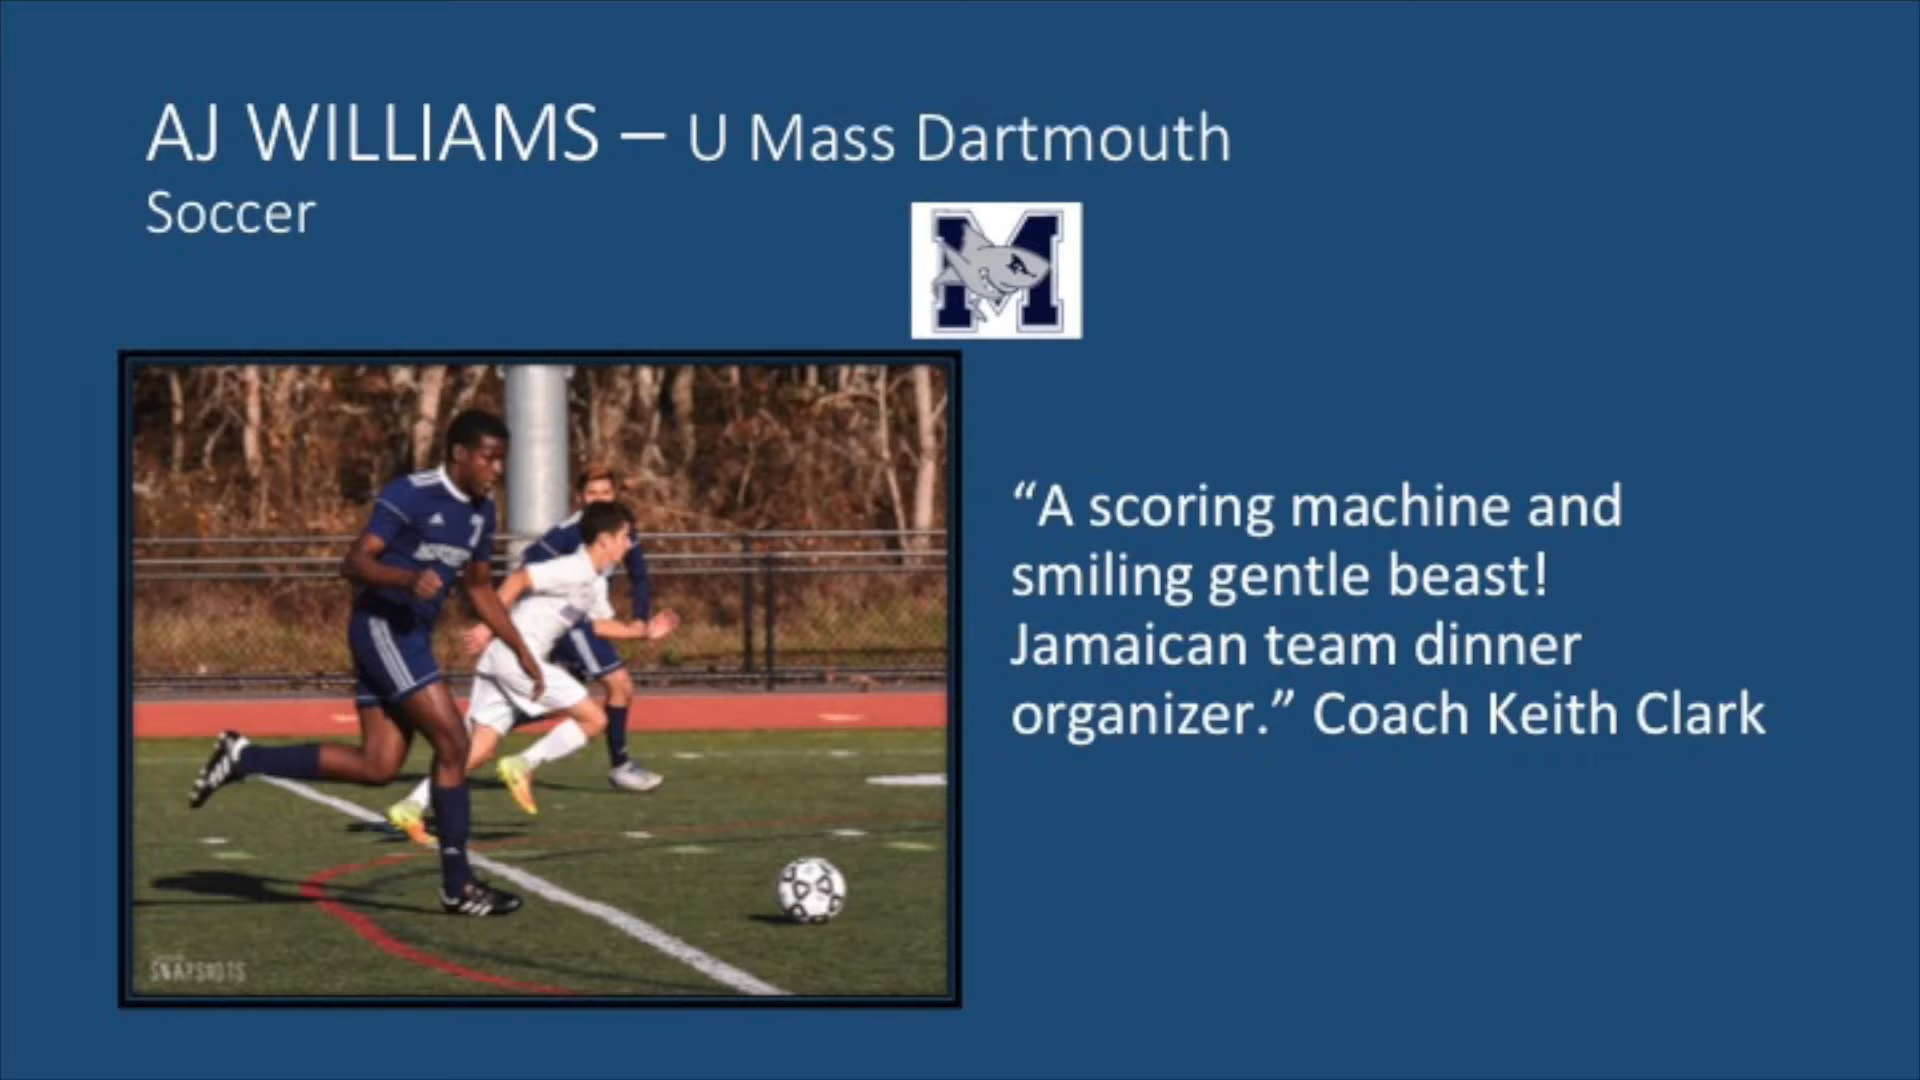 AJ WILLIAMS – U Mass Dartmouth
Soccer
M
“A scoring machine and
smiling gentle beast!
Jamaican team dinner
organizer.” Coach Keith Clark
7
SNAPSHOTS